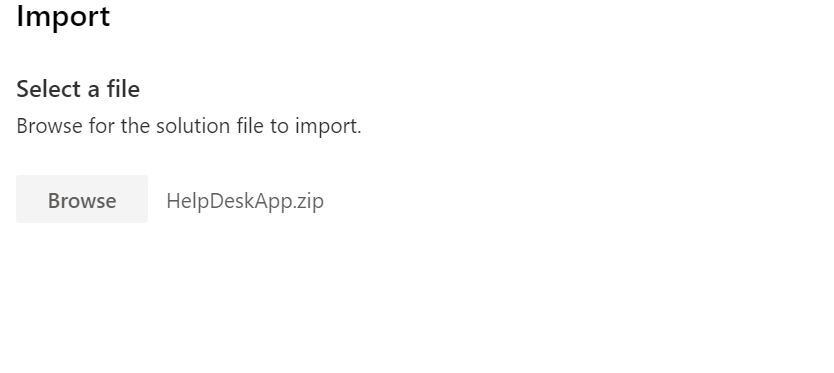 Import
Select a file
Browse for the solution file to import.
Browse HelpDeskApp.zip